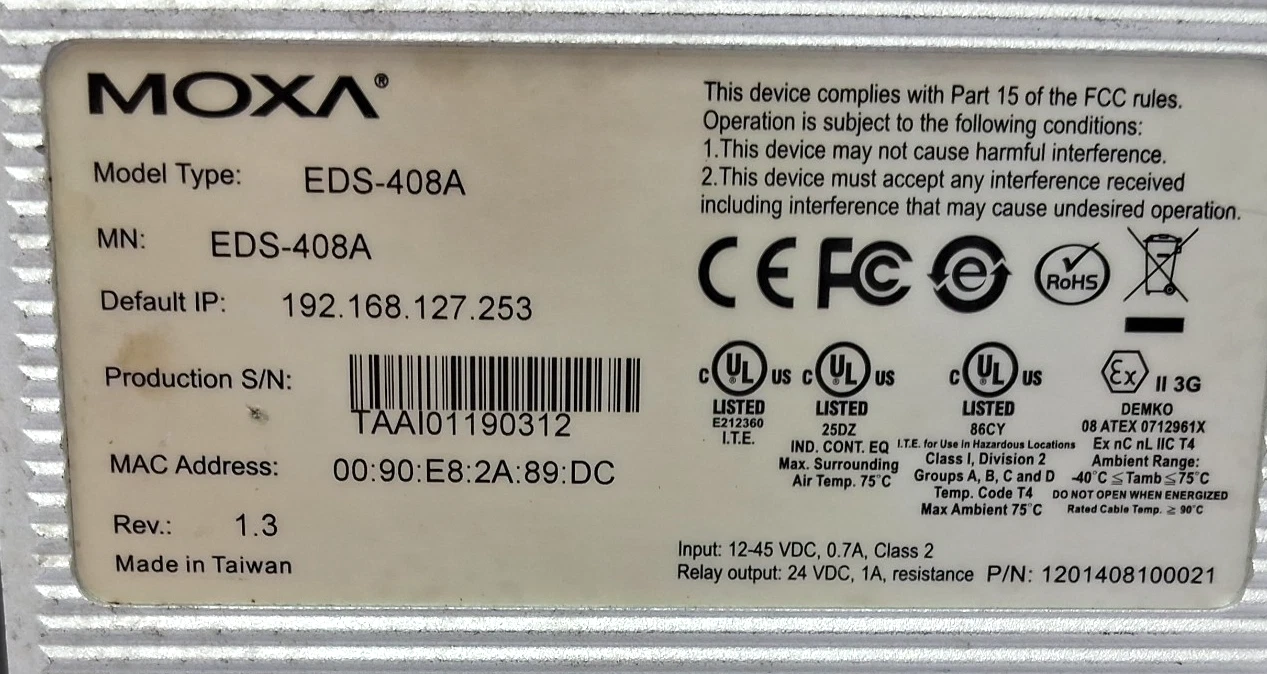 MOXA®
Model Type: EDS-408A
MN: EDS-408A
Default IP: 192.168.127.253
Production S/N:
TAAI01190312
MAC Address: 00:90:E8:2A:89:DC
Rev.: 1.3
Made in Taiwan
This device complies with Part 15 of the FCC rules.
Operation is subject to the following conditions:
1.This device may not cause harmful interference.
2.This device must accept any interference received
including interference that may cause undesired operation.
CE FC e RoHS
c UL us
LISTED
E212360
I.T.E.
c UL us
LISTED
25DZ
IND. CONT. EQ
Max. Surrounding
Air Temp. 75°C
c UL us
LISTED
86CY
I.T.E. for Use in Hazardous Locations
Class I, Division 2
Groups A, B, C and D
Temp. Code T4
Max Ambient 75°C
Ex II 3G
DEMKO
08 ATEX 0712961X
Ex nC nL IIC T4
Ambient Range:
-40°C ≤ Tamb ≤ 75°C
DO NOT OPEN WHEN ENERGIZED
Rated Cable Temp. ≥ 90°C
Input: 12-45 VDC, 0.7A, Class 2
Relay output: 24 VDC, 1A, resistance P/N: 1201408100021